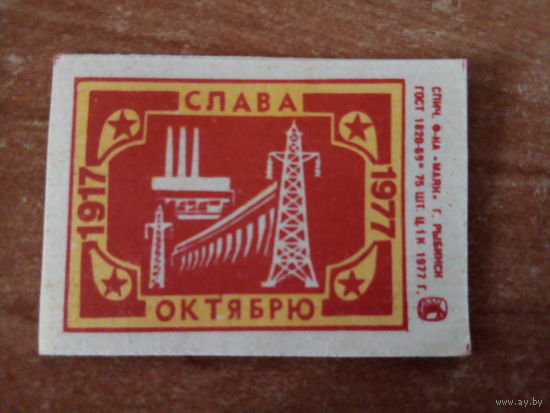 СЛАВА
1917
1977
ОКТЯБРЮ
СПИЧ. Ф-КА «МАЯК» Г. РЫБИНСК
ГОСТ 1820-69* 75 ШТ. Ц 1 К 1977 Г.
www.ay.by